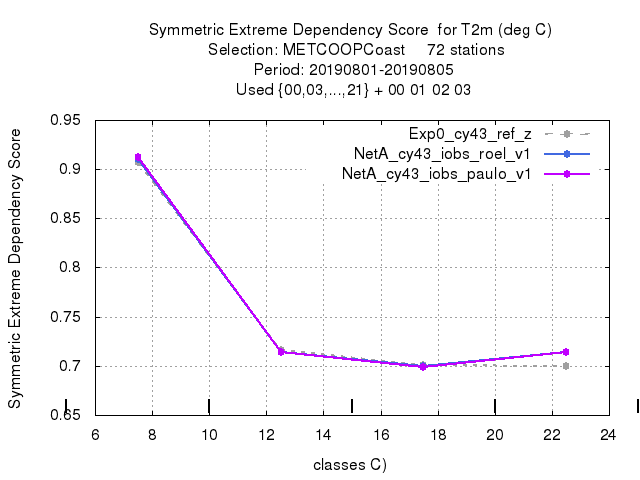 Symmetric Extreme Dependency Score for T2m (deg C)
Selection: METCOOPCoast 72 stations
Period: 20190801-20190805
Used {00,03,...,21} + 00 01 02 03
Exp0_cy43_ref_z
NetA_cy43_iobs_roel_v1
NetA_cy43_iobs_paulo_v1
Symmetric Extreme Dependency Score
0.95
0.9
0.85
0.8
0.75
0.7
0.65
6 8 10 12 14 16 18 20 22 24
classes C)